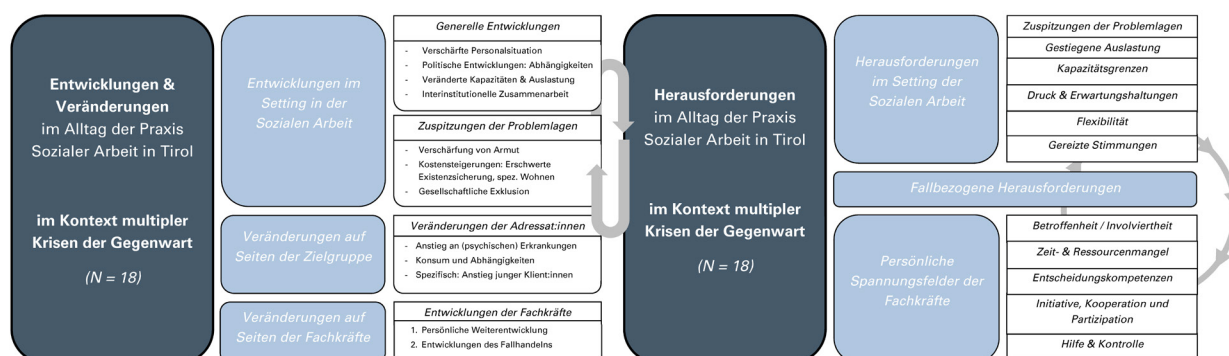 Entwicklungen &
Veränderungen
im Alltag der Praxis
Sozialer Arbeit in Tirol
im Kontext multipler
Krisen der Gegenwart
(N = 18)
Entwicklungen im
Setting in der
Sozialen Arbeit
Generelle Entwicklungen
- Verschärfte Personalsituation
- Politische Entwicklungen: Abhängigkeiten
- Veränderte Kapazitäten & Auslastung
- Interinstitutionelle Zusammenarbeit
Zuspitzungen der Problemlagen
- Verschärfung von Armut
- Kostensteigerungen: Erschwerte
Existenzsicherung, spez. Wohnen
- Gesellschaftliche Exklusion
Veränderungen auf
Seiten der Zielgruppe
Veränderungen der Adressat:innen
- Anstieg an (psychischen) Erkrankungen
- Konsum und Abhängigkeiten
- Spezifisch: Anstieg junger Klient:innen
Veränderungen auf
Seiten der Fachkräfte
Entwicklungen der Fachkräfte
1. Persönliche Weiterentwicklung
2. Entwicklungen des Fallhandelns
Herausforderungen
im Alltag der Praxis
Sozialer Arbeit in Tirol
im Kontext multipler
Krisen der Gegenwart
(N = 18)
Herausforderungen
im Setting der
Sozialen Arbeit
Zuspitzungen der Problemlagen
Gestiegene Auslastung
Kapazitätsgrenzen
Druck & Erwartungshaltungen
Flexibilität
Gereizte Stimmungen
Fallbezogene Herausforderungen
Persönliche
Spannungsfelder der
Fachkräfte
Betroffenheit / Involviertheit
Zeit- & Ressourcenmangel
Entscheidungskompetenzen
Initiative, Kooperation und
Partizipation
Hilfe & Kontrolle